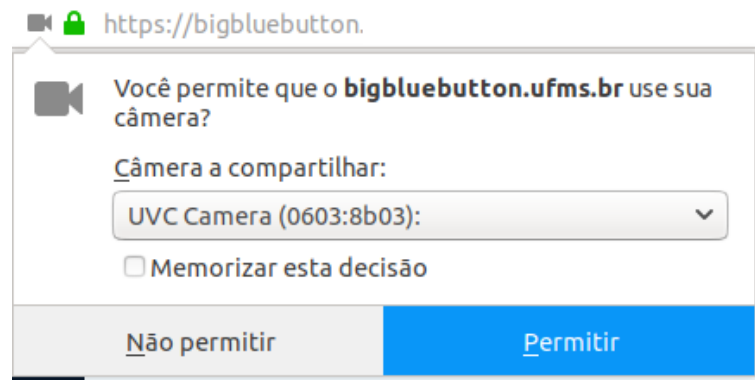 https://bigbluebutton.
Você permite que o bigbluebutton.ufms.br use sua
câmera?
Câmera a compartilhar:
UVC Camera (0603:8b03):
Memorizar esta decisão
Não permitir
Permitir